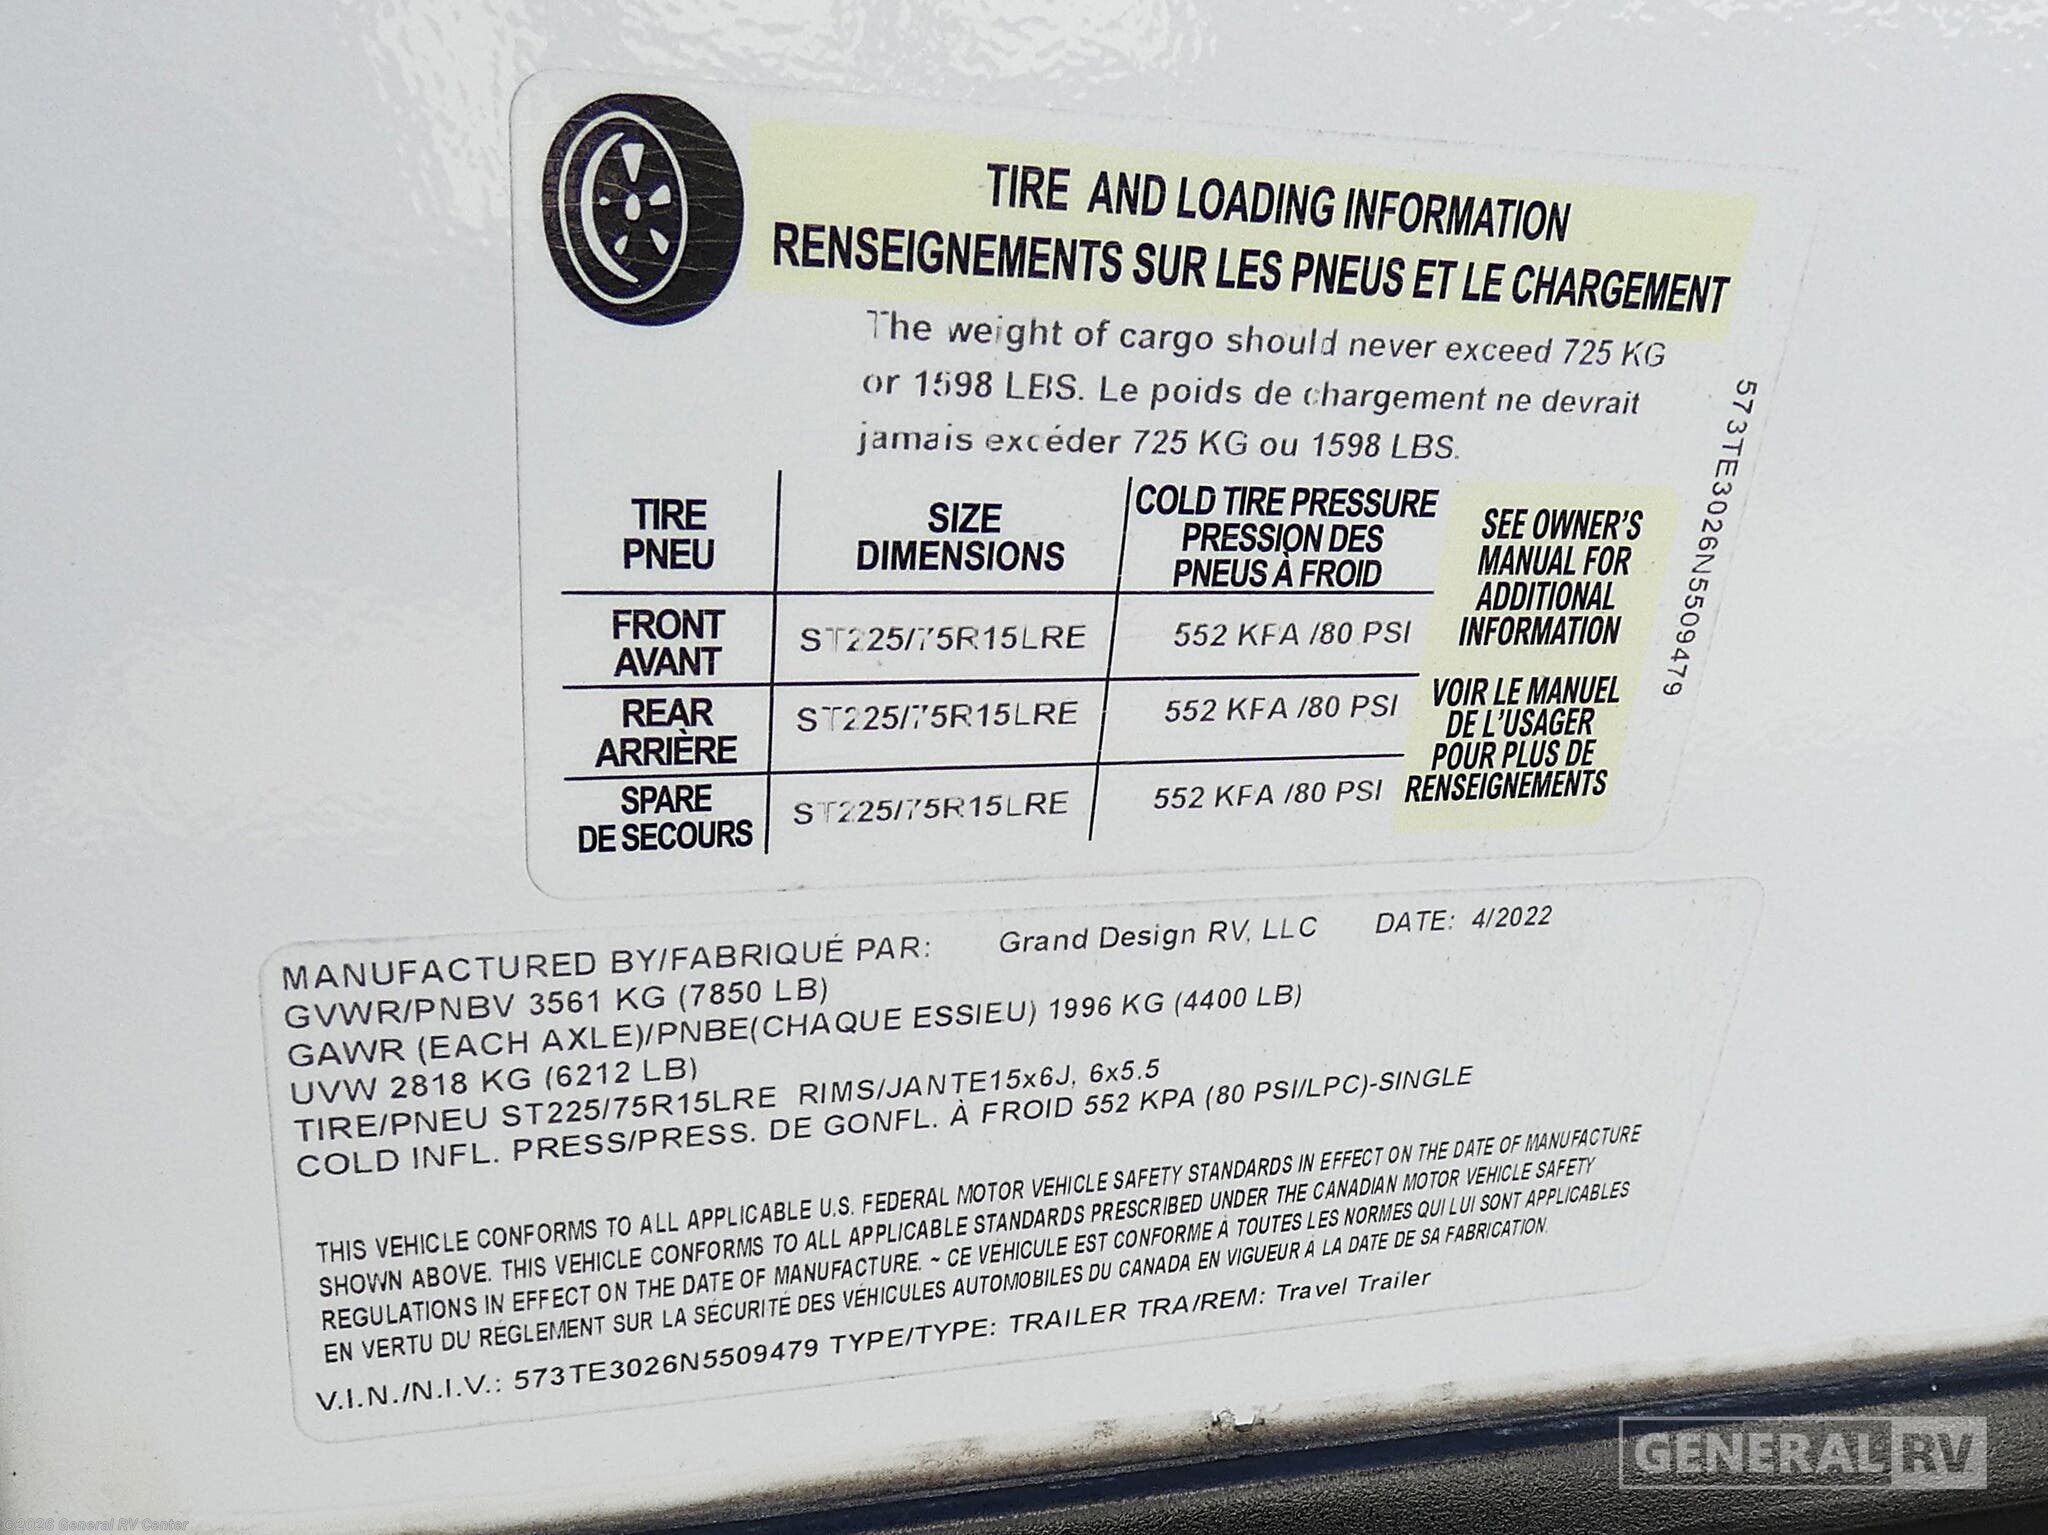 TIRE AND LOADING INFORMATION
RENSEIGNEMENTS SUR LES PNEUS ET LE CHARGEMENT
The weight of cargo should never exceed 725 KG
or 1598 LBS. Le poids de chargement ne devrait
jamais excéder 725 KG ou 1598 LBS.
TIRE
PNEU
SIZE
DIMENSIONS
COLD TIRE PRESSURE
PRESSION DES
PNEUS À FROID
FRONT
AVANT
ST225/75R15LRE
552 KPA /80 PSI
REAR
ARRIÈRE
ST225/75R15LRE
552 KPA /80 PSI
SPARE
DE SECOURS
ST225/75R15LRE
552 KPA /80 PSI
SEE OWNER'S
MANUAL FOR
ADDITIONAL
INFORMATION
VOIR LE MANUEL
DE L'USAGER
POUR PLUS DE
RENSEIGNEMENTS
573TE3026N5509479
MANUFACTURED BY/FABRIQUÉ PAR: Grand Design RV, LLC DATE: 4/2022
GVWR/PNBV 3561 KG (7850 LB)
GAWR (EACH AXLE)/PNBE(CHAQUE ESSIEU) 1996 KG (4400 LB)
UVW 2818 KG (6212 LB)
TIRE/PNEU ST225/75R15LRE RIMS/JANTE15x6J, 6x5.5
COLD INFL. PRESS/PRESS. DE GONFL. À FROID 552 KPA (80 PSI/LPC)-SINGLE
THIS VEHICLE CONFORMS TO ALL APPLICABLE U.S. FEDERAL MOTOR VEHICLE SAFETY STANDARDS IN EFFECT ON THE DATE OF MANUFACTURE
SHOWN ABOVE. THIS VEHICLE CONFORMS TO ALL APPLICABLE STANDARDS PRESCRIBED UNDER THE CANADIAN MOTOR VEHICLE SAFETY
REGULATIONS IN EFFECT ON THE DATE OF MANUFACTURE. ~ CE VÉHICULE EST CONFORME À TOUTES LES NORMES QUI LUI SONT APPLICABLES
EN VERTU DU RÉGLEMENT SUR LA SÉCURITÉ DES VÉHICULES AUTOMOBILES DU CANADA EN VIGUEUR À LA DATE DE SA FABRICATION.
V.I.N./N.I.V.: 573TE3026N5509479 TYPE/TYPE: TRAILER TRA/REM: Travel Trailer
GENERAL RV
©2026 General RV Center